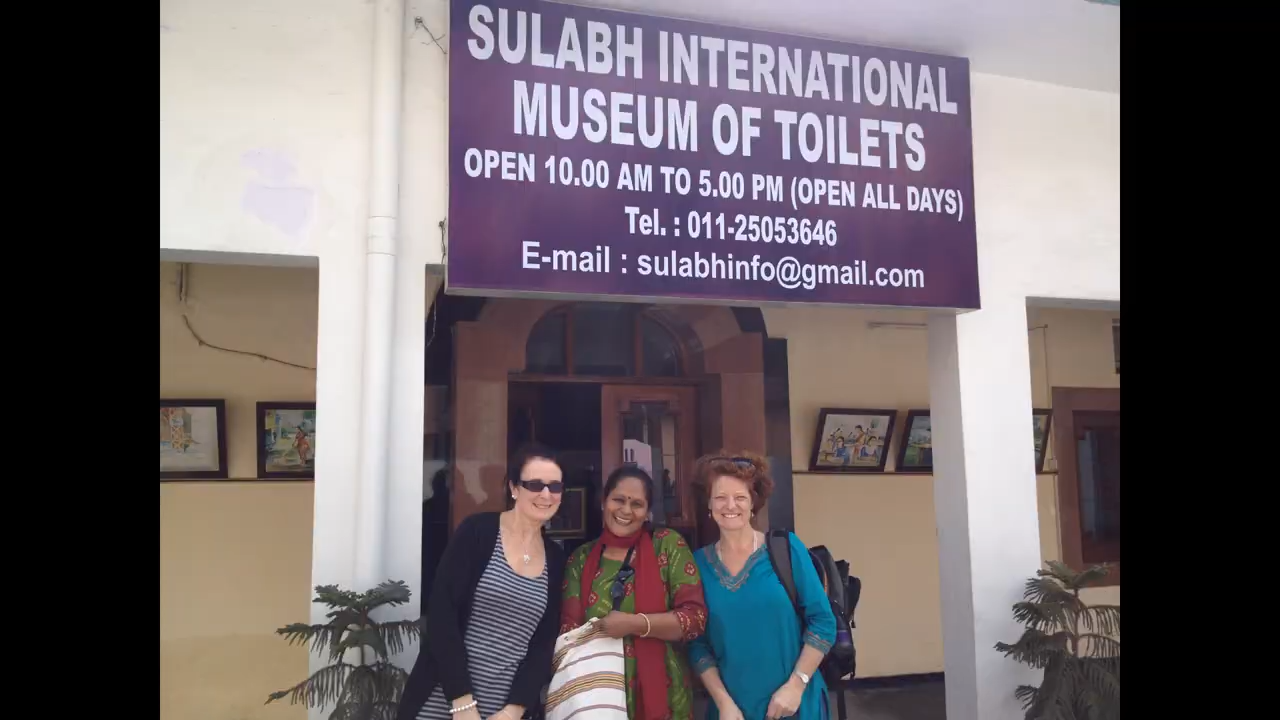 SULABH INTERNATIONAL
MUSEUM OF TOILETS
OPEN 10.00 AM TO 5.00 PM (OPEN ALL DAYS)
Tel. : 011-25053646
E-mail : sulabhinfo@gmail.com